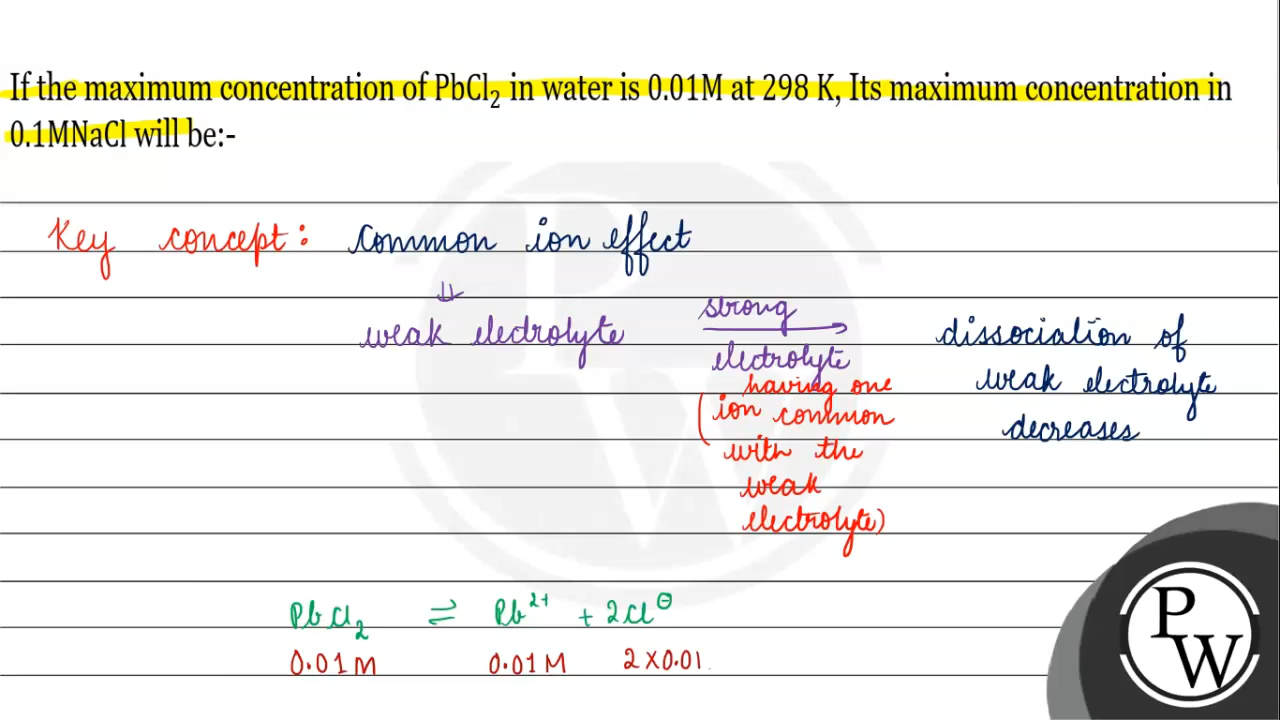 If the maximum concentration of PbCl₂ in water is 0.01M at 298 K, Its maximum concentration in
0.1MNaCl will be:-
Key concept: Common ion effect
⇓
weak electrolyte strong electrolyte → dissociation of
(having one weak electrolyte
ion common decreases
with the
weak
electrolyte)
PbCl₂ ⇌ Pb²⁺ + 2Cl⊖
0.01M 0.01M 2×0.01
P
W